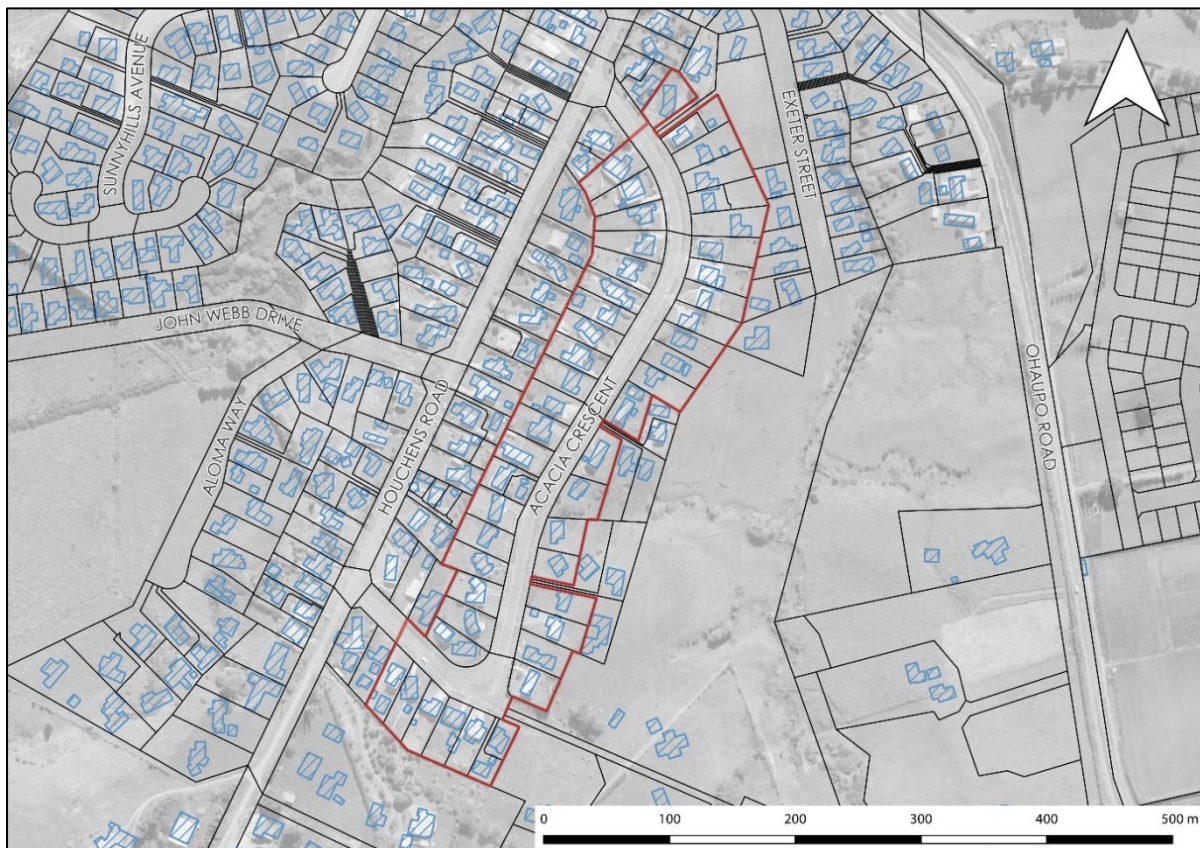 SUNNYHILLS AVENUE
EXETER STREET
JOHN WEBB DRIVE
ALOMA WAY
HOUCHENS ROAD
ACACIA CRESCENT
OHAUPO ROAD
0 100 200 300 400 500 m